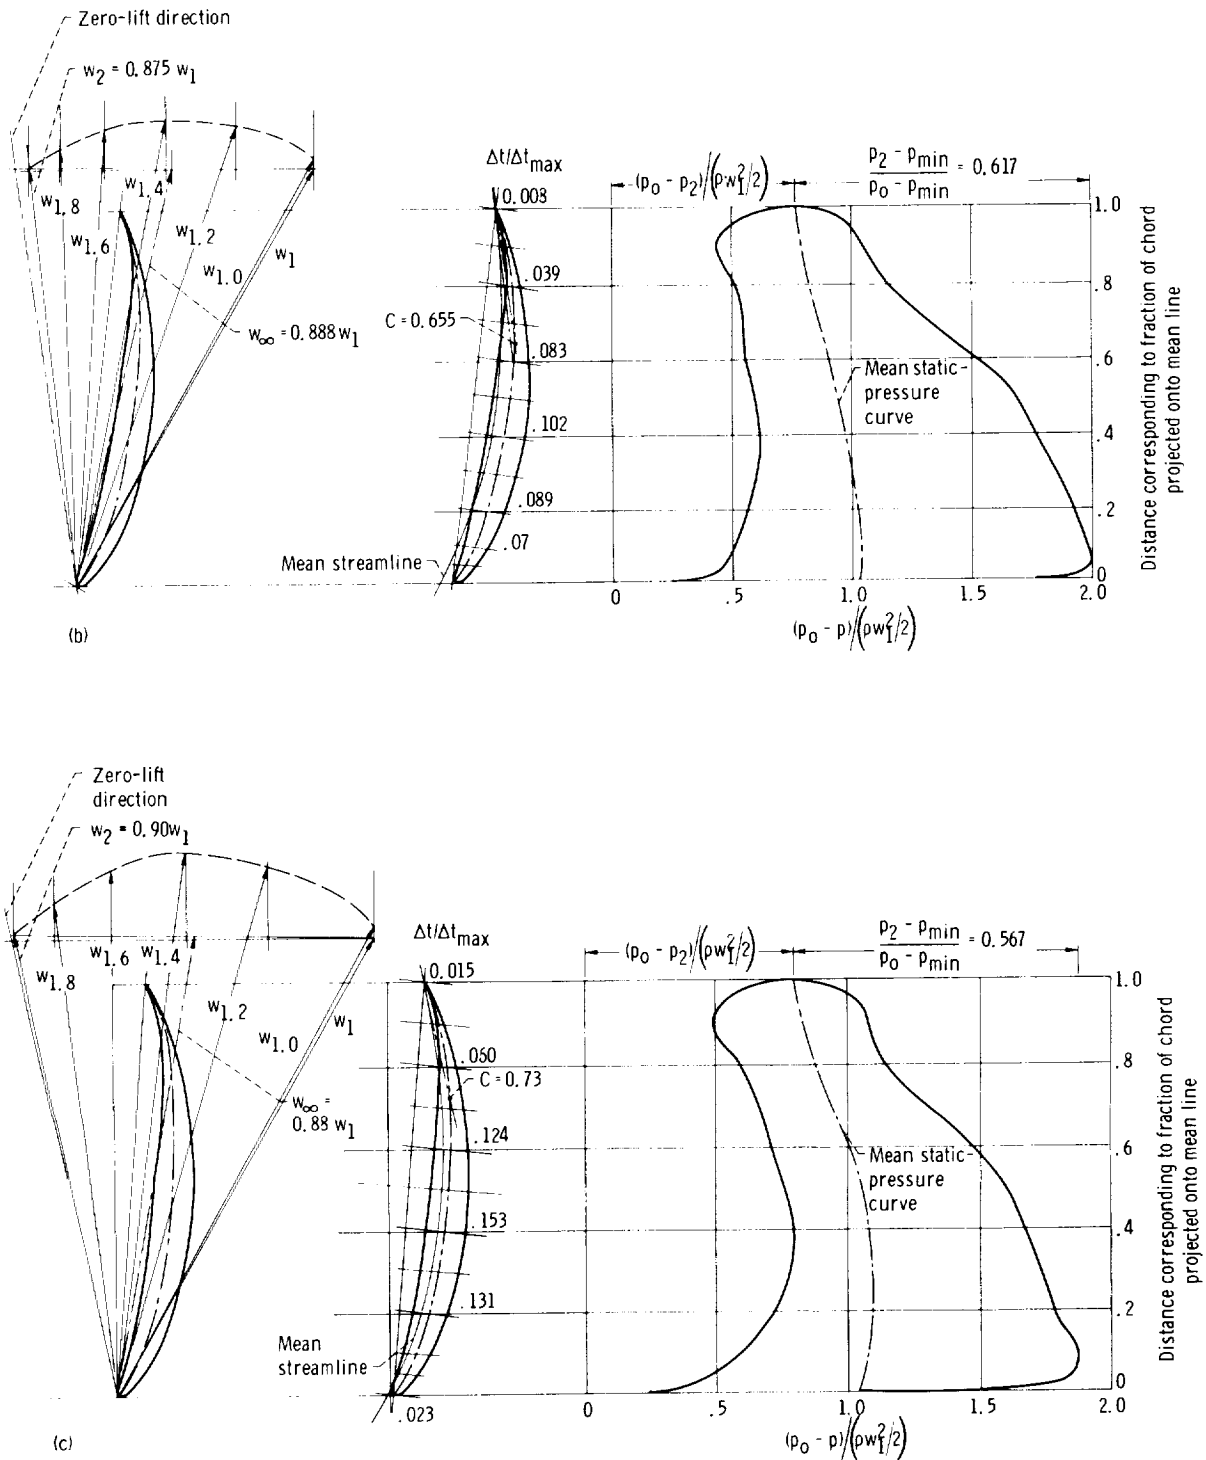 Zero-lift direction
w2 = 0.875 w1
w1.8
w1.6
w1.4
w1.2
w1.0
w1
w∞ = 0.888 w1
(b)
Δt/Δtmax
0.008
.039
C = 0.655
.083
.102
.089
.07
Mean streamline
(p0 - p2)/(ρw1²/2)
p2 - pmin
p0 - pmin
= 0.617
Mean static-
pressure
curve
1.0
.8
.6
.4
.2
0
0
.5
1.0
1.5
2.0
(p0 - p)/(ρw1²/2)
Distance corresponding to fraction of chord
projected onto mean line
Zero-lift
direction
w2 = 0.90w1
w1.8
w1.6
w1.4
w1.2
w1.0
w1
w∞ =
0.88 w1
(c)
Δt/Δtmax
0.015
.060
C = 0.73
.124
.153
.131
Mean
streamline
.023
(p0 - p2)/(ρw1²/2)
p2 - pmin
p0 - pmin
= 0.567
Mean static-
pressure
curve
1.0
.8
.6
.4
.2
0
0
.5
1.0
1.5
2.0
(p0 - p)/(ρw1²/2)
Distance corresponding to fraction of chord
projected onto mean line